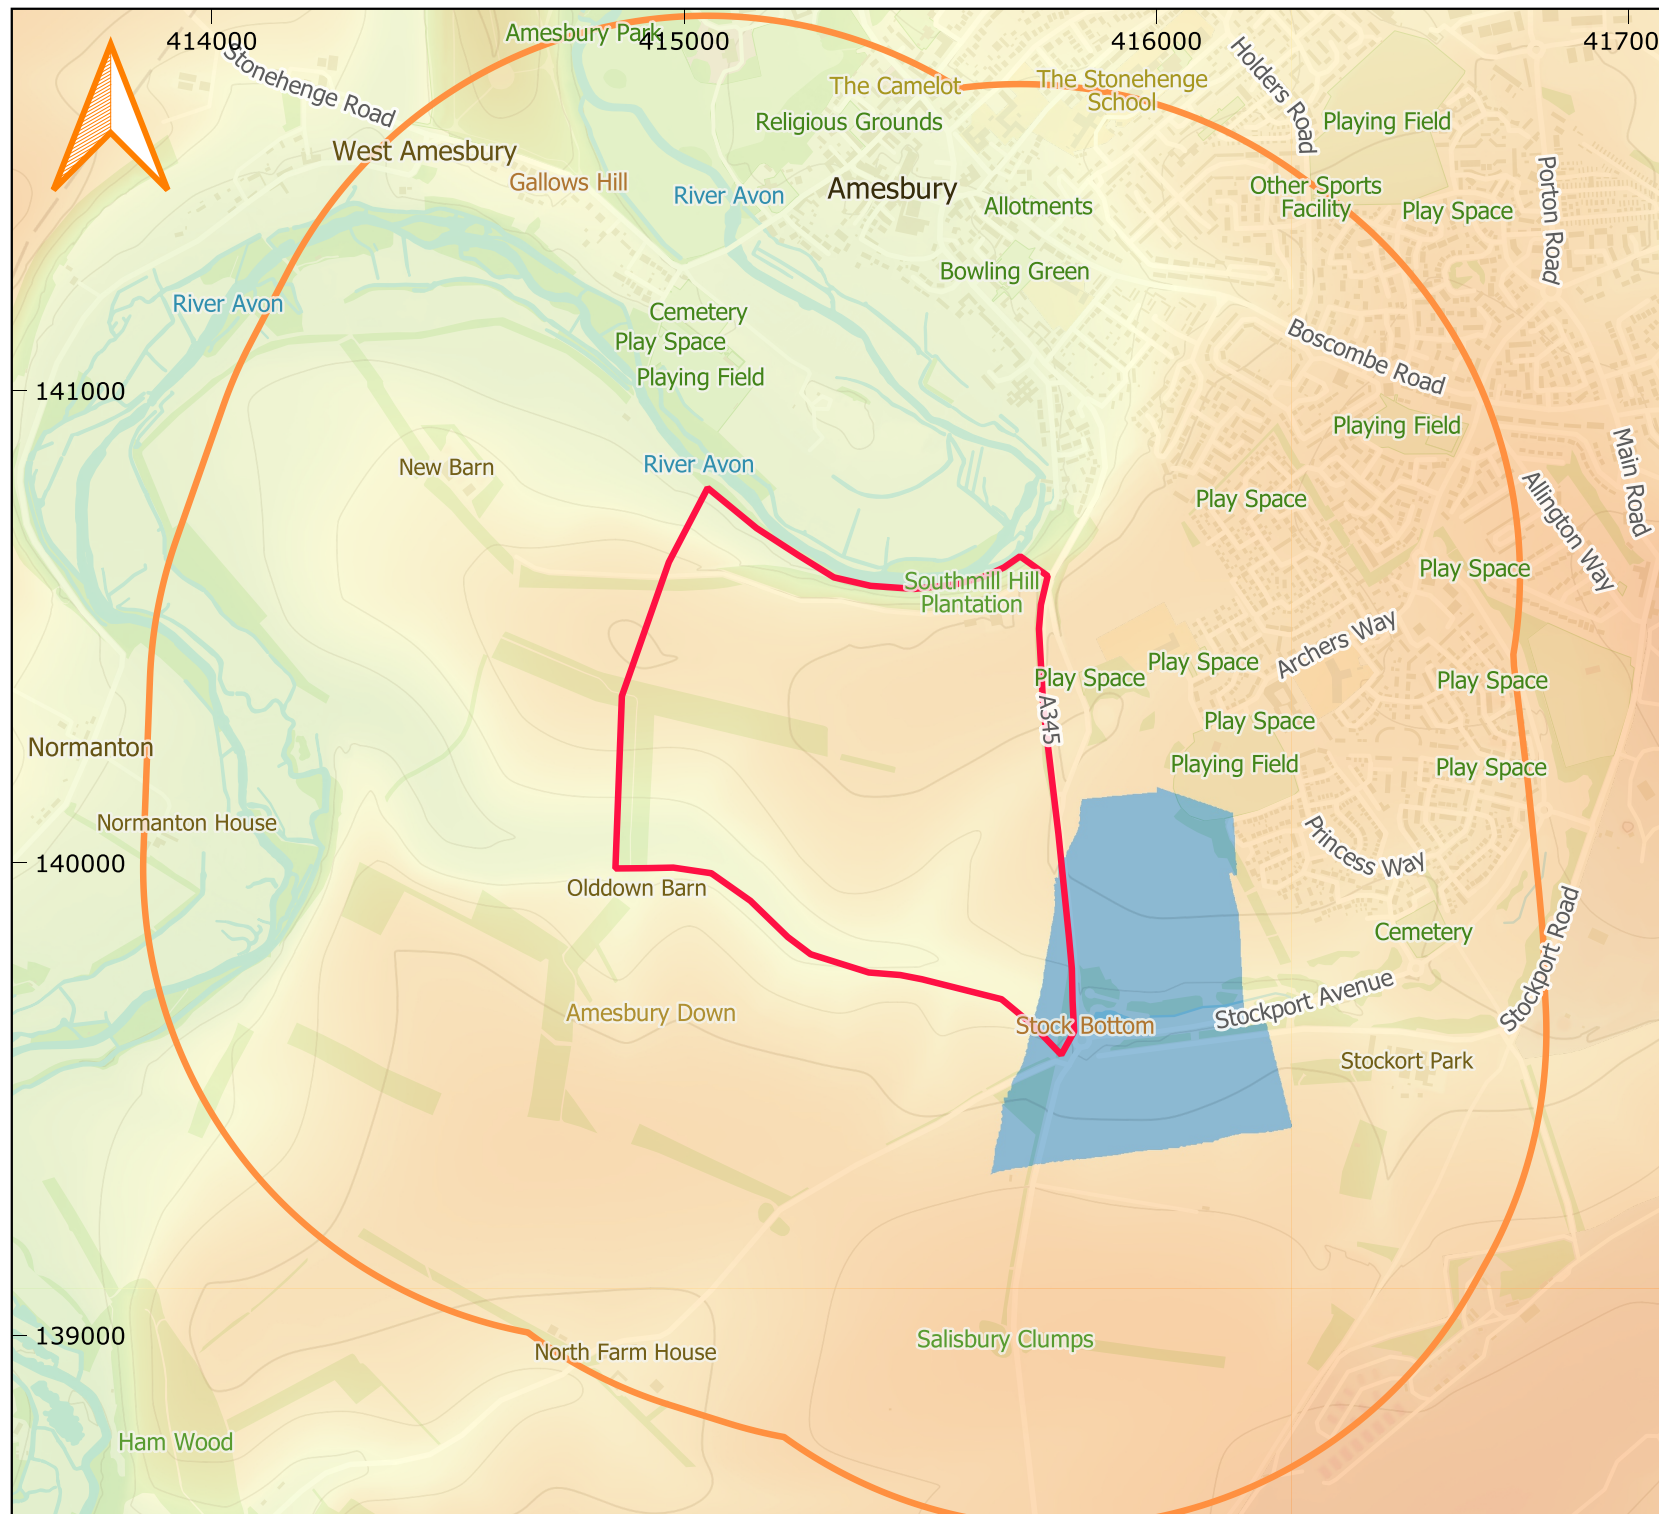 Amesbury Park
414000
415000
416000
41700
Stonehenge Road
Holders Road
The Camelot
The Stonehenge
School
Religious Grounds
Playing Field
West Amesbury
Gallows Hill
River Avon
Amesbury
Allotments
Other Sports
Facility
Play Space
Porton Road
Bowling Green
River Avon
Cemetery
Play Space
Playing Field
Boscombe Road
141000
Playing Field
New Barn
River Avon
Play Space
Main Road
Allington Way
Southmill Hill
Plantation
Play Space
Archers Way
Play Space
Play Space
Play Space
A345
Play Space
Normanton
Playing Field
Play Space
Normanton House
Princess Way
140000
Olddown Barn
Cemetery
Stockport Road
Amesbury Down
Stock Bottom
Stockport Avenue
Stockort Park
139000
North Farm House
Salisbury Clumps
Ham Wood